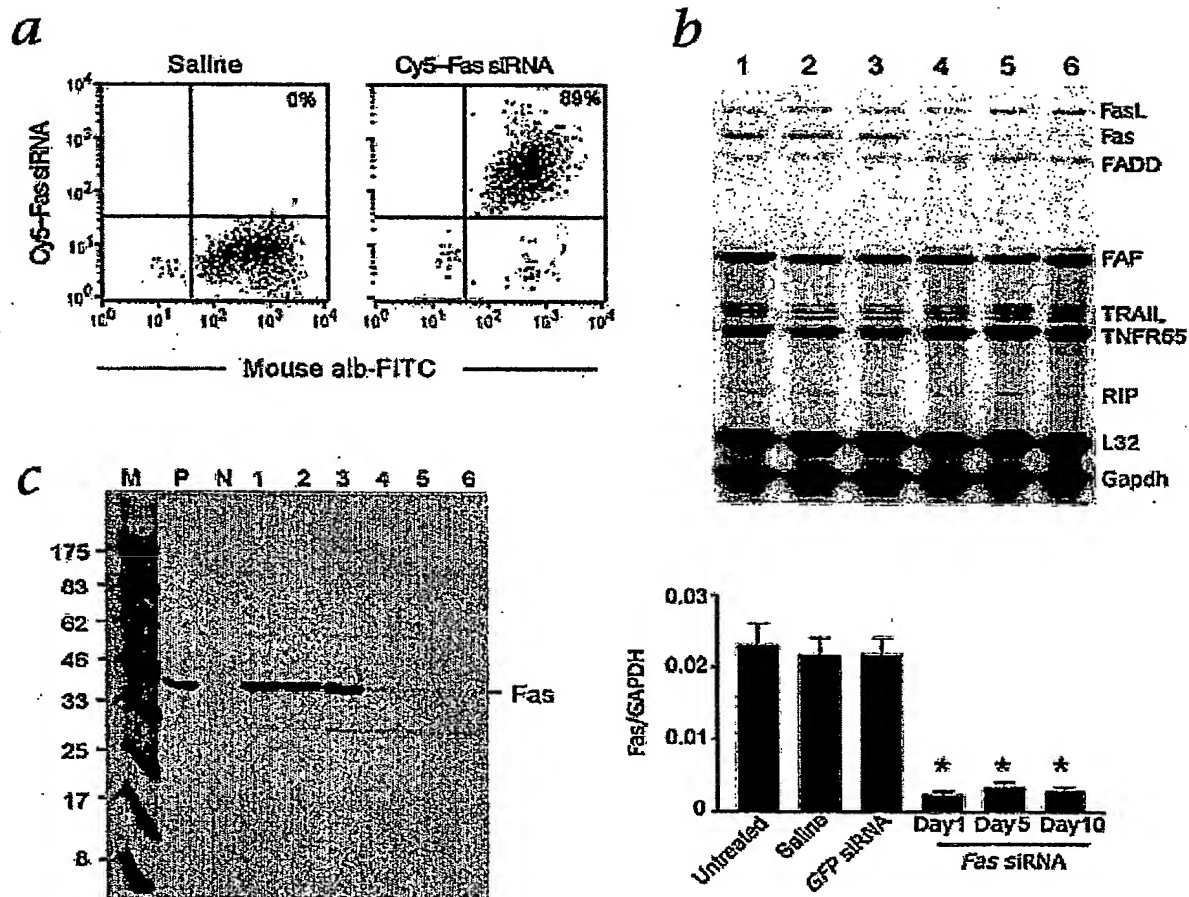 a
Saline
Cy5–Fas siRNA
0%
89%
Cy5–Fas siRNA
10⁴
10³
10²
10¹
10⁰
10⁰ 10¹ 10² 10³ 10⁴
10⁰ 10¹ 10² 10³ 10⁴
Mouse alb-FITC
b
1 2 3 4 5 6
FasL
Fas
FADD
FAF
TRAIL
TNFR55
RIP
L32
Gapdh
c
M P N 1 2 3 4 5 6
175
83
62
46
33
25
17
8
Fas
Fas/GAPDH
0.03
0.02
0.01
0
* * *
Untreated
Saline
GFP siRNA
Day1 Day5 Day10
Fas siRNA